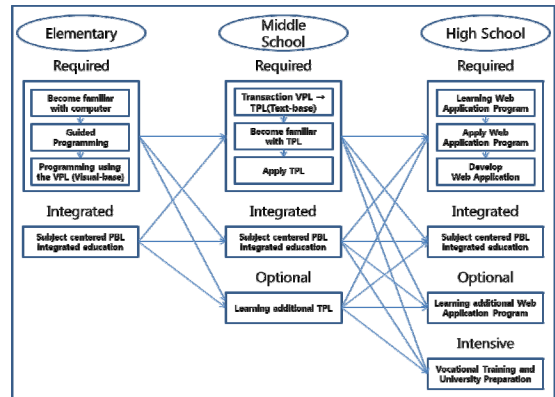 Elementary
Middle
School
High School
Required
Required
Required
Become familiar
with computer
Guided
Programming
Programming using
the VPL (Visual-base)
Transaction VPL →
TPL(Text-base)
Become familiar
with TPL
Apply TPL
Learning Web
Application Program
Apply Web
Application Program
Develop
Web Application
Integrated
Integrated
Integrated
Subject centered PBL
Integrated education
Subject centered PBL
Integrated education
Subject centered PBL
Integrated education
Optional
Optional
Learning additional TPL
Learning additional Web
Application Program
Intensive
Vocational Training and
University Preparation